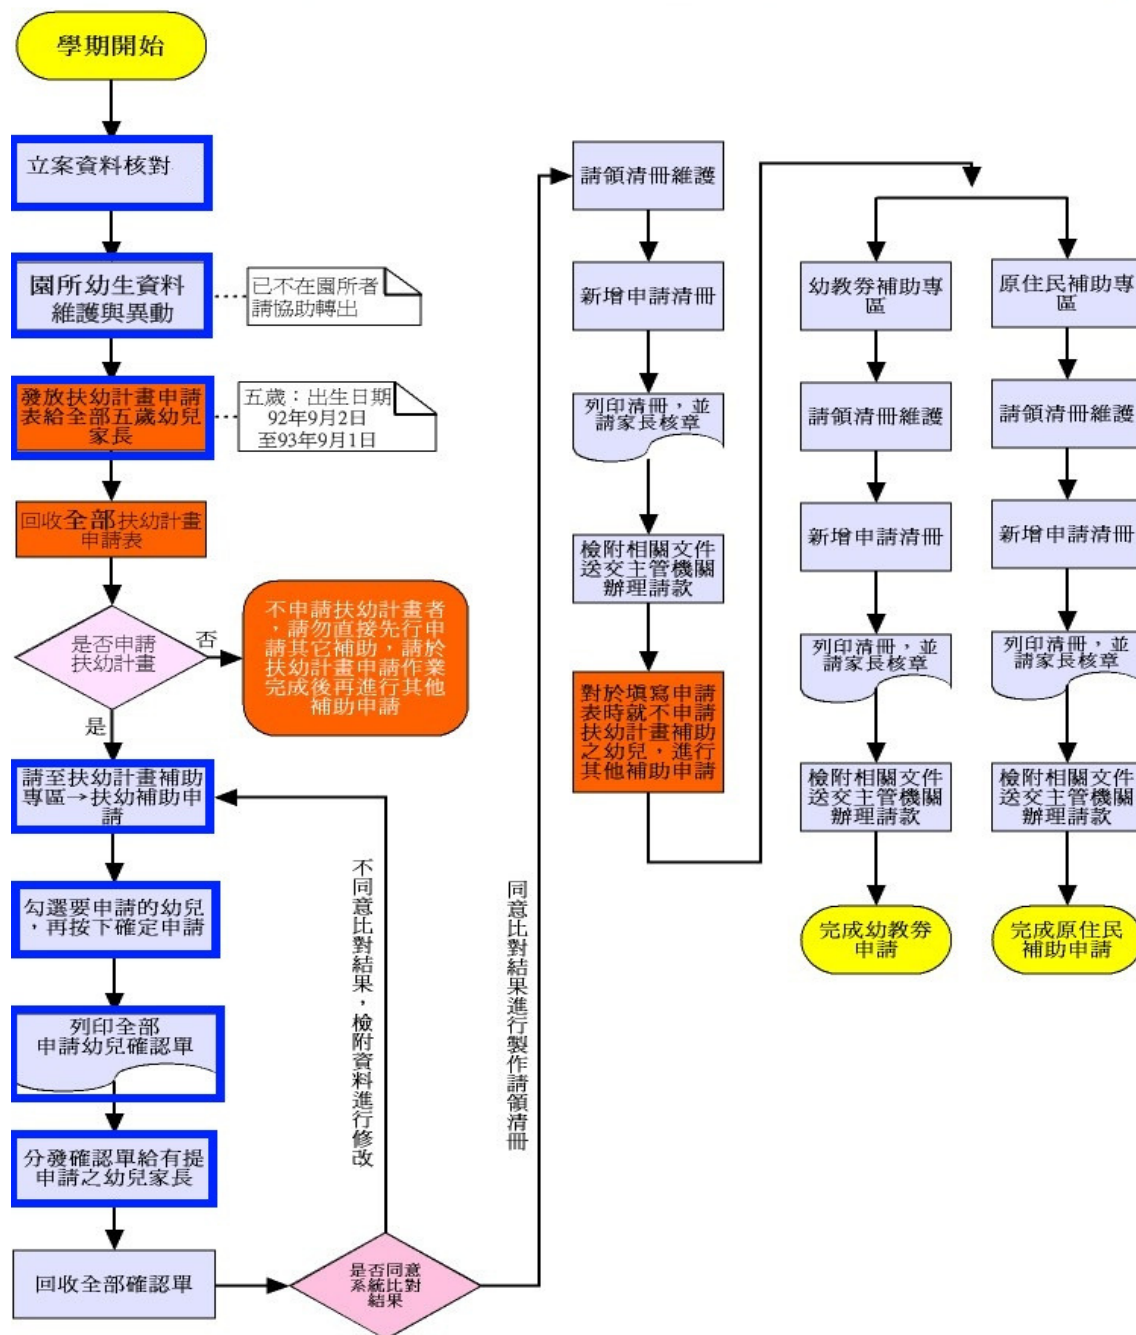 學期開始
立案資料核對
園所幼生資料
維護與異動
已不在園所者
請協助轉出
發放扶幼計畫申請
表給全部五歲幼兒
家長
五歲：出生日期
92年9月2日
至93年9月1日
回收全部扶幼計畫
申請表
是否申請
扶幼計畫
否
不申請扶幼計畫者
，請勿直接先行申
請其它補助，請於
扶幼計畫申請作業
完成後再進行其他
補助申請
是
請至扶幼計畫補助
專區→扶幼補助申
請
勾選要申請的幼兒
，再按下確定申請
列印全部
申請幼兒確認單
分發確認單給有提
申請之幼兒家長
回收全部確認單
是否同意
系統比對
結果
不同意比對結果，檢附資料進行修改
同意比對結果進行製作請領清冊
請領清冊維護
新增申請清冊
列印清冊，並
請家長核章
檢附相關文件
送交主管機關
辦理請款
對於填寫申請
表時就不申請
扶幼計畫補助
之幼兒，進行
其他補助申請
幼教券補助專
區
請領清冊維護
新增申請清冊
列印清冊，並
請家長核章
檢附相關文件
送交主管機關
辦理請款
完成幼教券
申請
原住民補助專
區
請領清冊維護
新增申請清冊
列印清冊，並
請家長核章
檢附相關文件
送交主管機關
辦理請款
完成原住民
補助申請